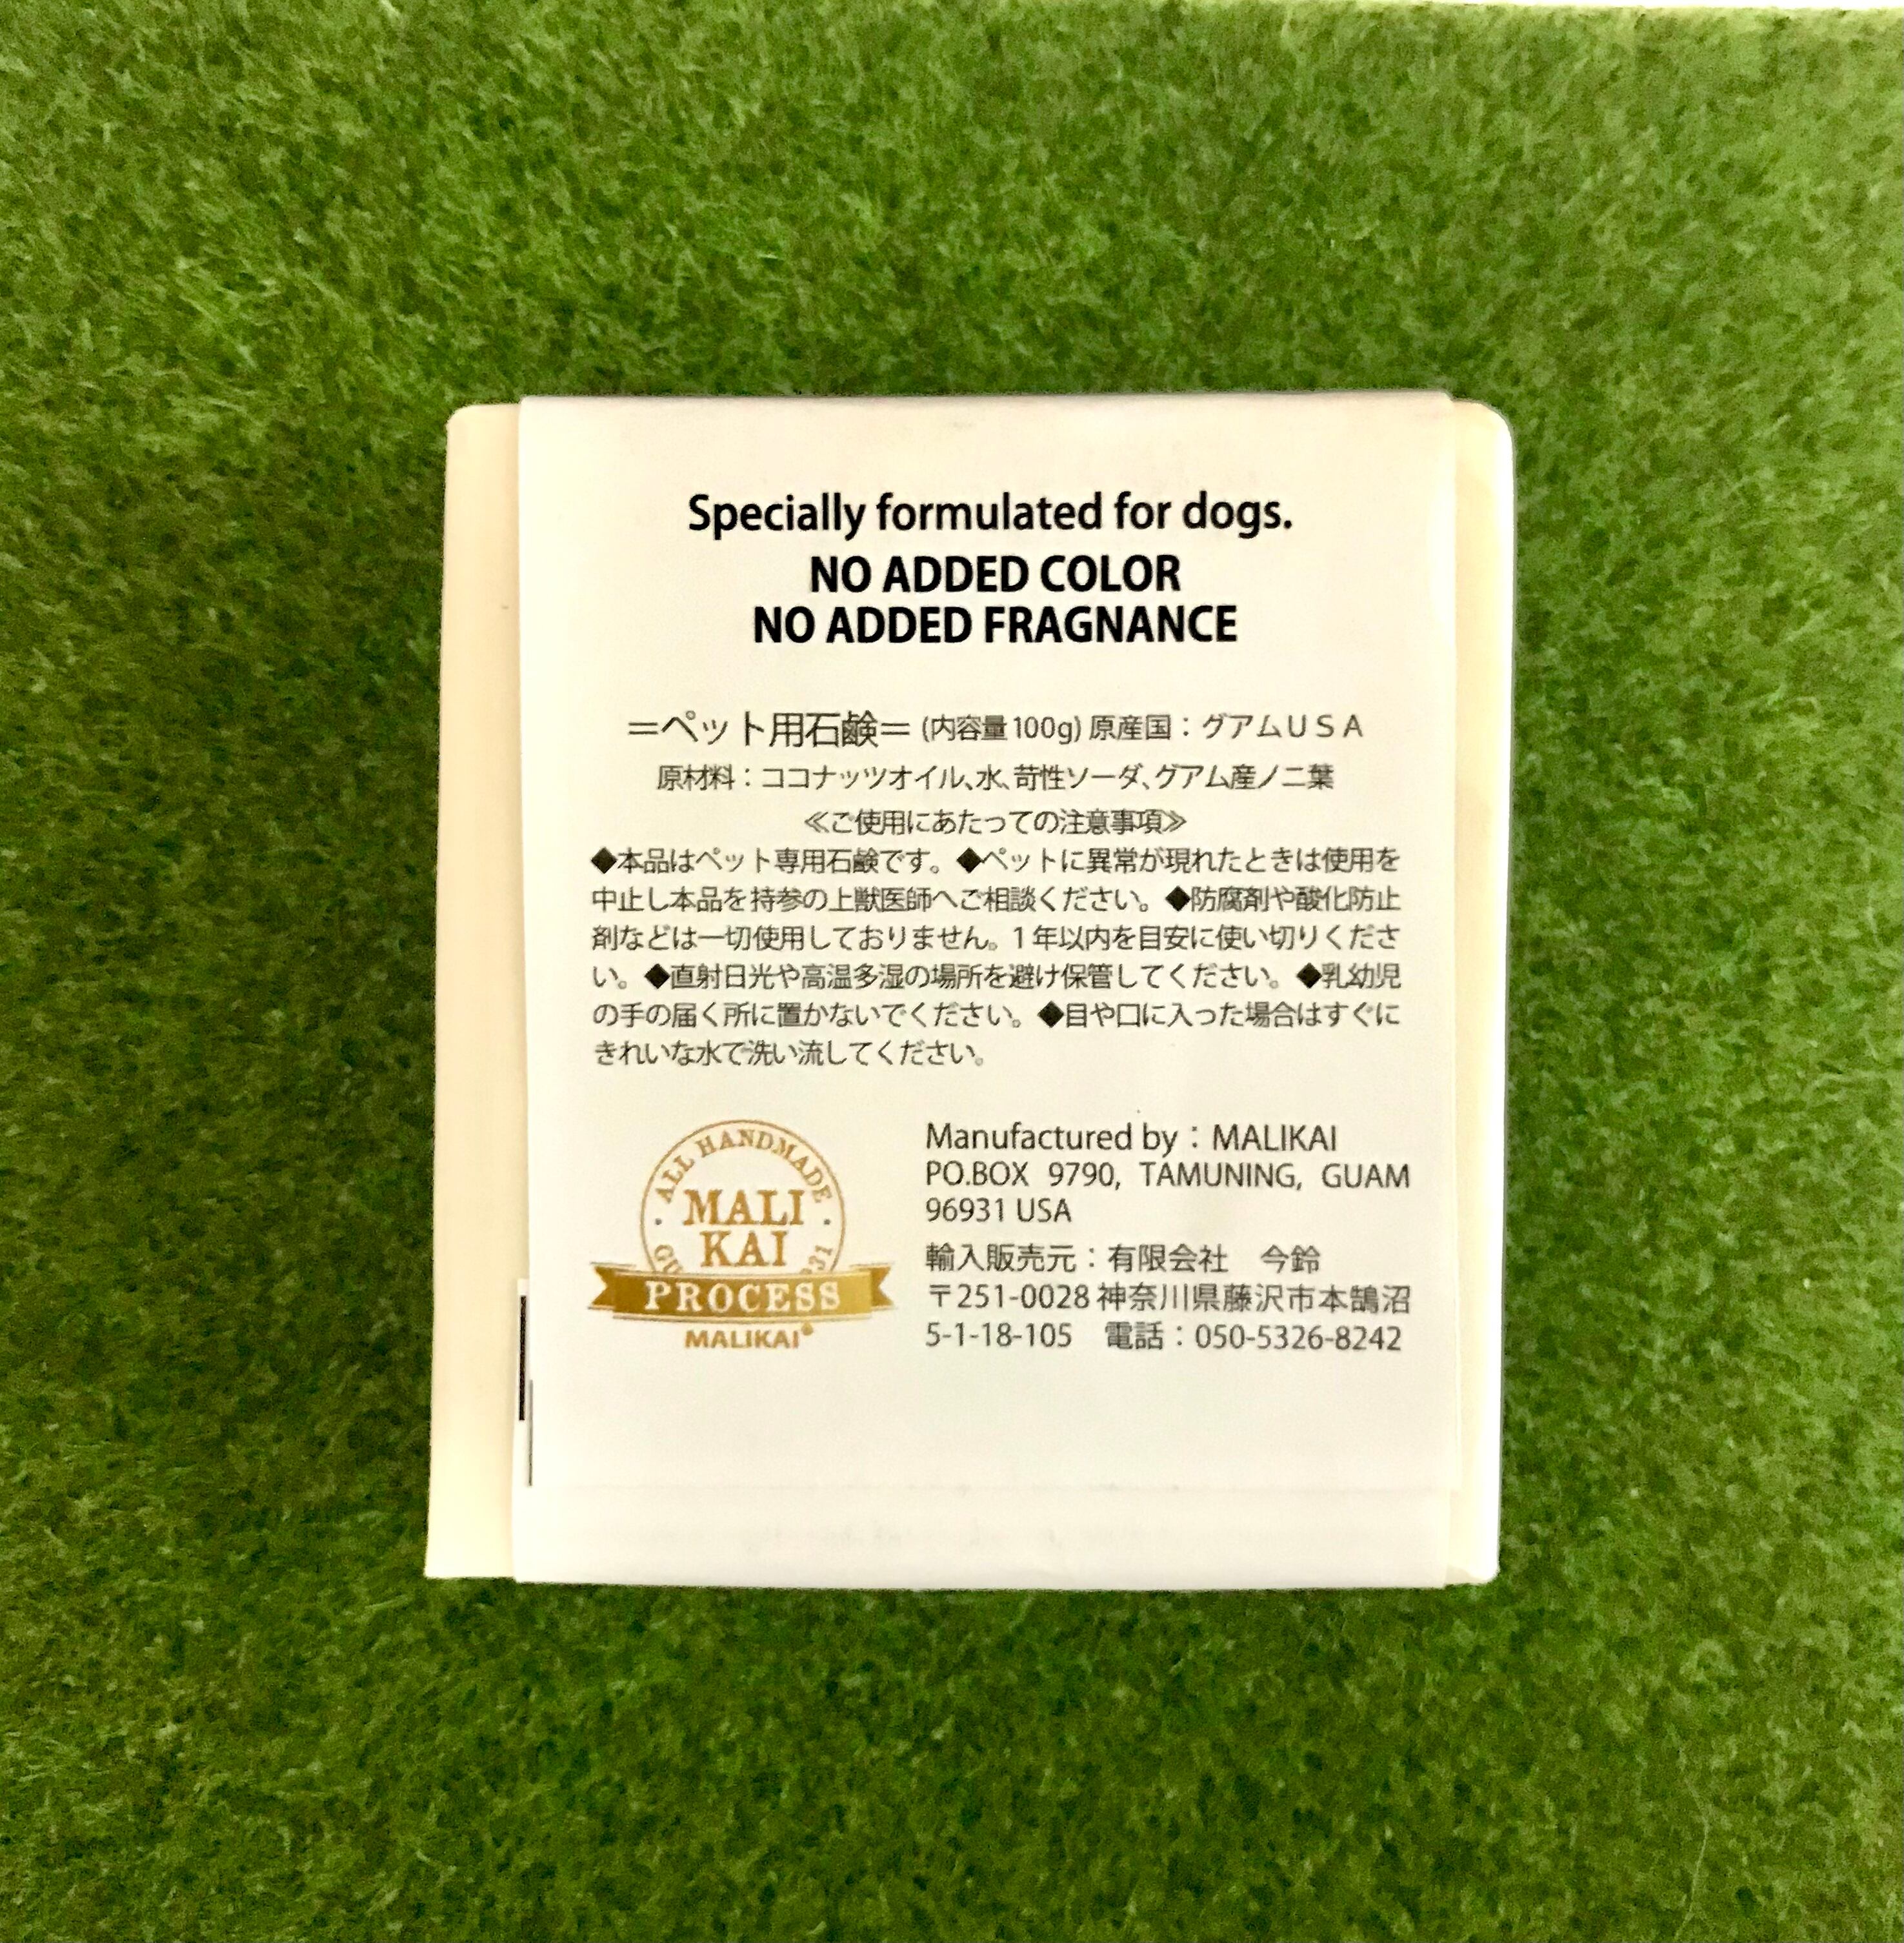 Specially formulated for dogs.
NO ADDED COLOR
NO ADDED FRAGNANCE
＝ペット用石鹸＝ (内容量100g) 原産国：グアムＵＳＡ
原材料：ココナッツオイル、水、苛性ソーダ、グアム産ノニ葉
≪ご使用にあたっての注意事項≫
◆本品はペット専用石鹸です。◆ペットに異常が現れたときは使用を
中止し本品を持参の上獣医師へご相談ください。◆防腐剤や酸化防止
剤などは一切使用しておりません。1年以内を目安に使い切りくださ
い。◆直射日光や高温多湿の場所を避け保管してください。◆乳幼児
の手の届く所に置かないでください。◆目や口に入った場合はすぐに
きれいな水で洗い流してください。
ALL HANDMADE
MALI
KAI
PROCESS
MALIKAI®
Manufactured by：MALIKAI
PO.BOX 9790, TAMUNING, GUAM
96931 USA
輸入販売元：有限会社　今鈴
〒251-0028 神奈川県藤沢市本鵠沼
5-1-18-105　電話：050-5326-8242